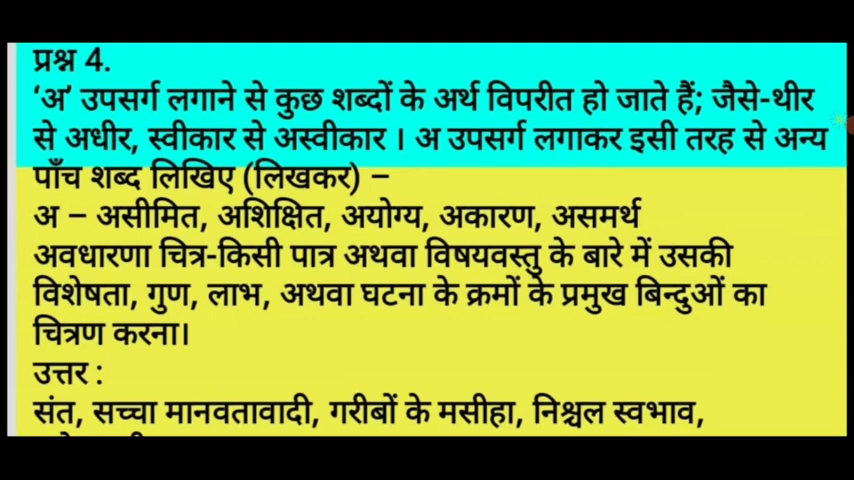 प्रश्न 4.
‘अ’ उपसर्ग लगाने से कुछ शब्दों के अर्थ विपरीत हो जाते हैं; जैसे-थीर
से अधीर, स्वीकार से अस्वीकार । अ उपसर्ग लगाकर इसी तरह से अन्य
पाँच शब्द लिखिए (लिखकर) –
अ – असीमित, अशिक्षित, अयोग्य, अकारण, असमर्थ
अवधारणा चित्र-किसी पात्र अथवा विषयवस्तु के बारे में उसकी
विशेषता, गुण, लाभ, अथवा घटना के क्रमों के प्रमुख बिन्दुओं का
चित्रण करना।
उत्तर :
संत, सच्चा मानवतावादी, गरीबों के मसीहा, निश्चल स्वभाव,